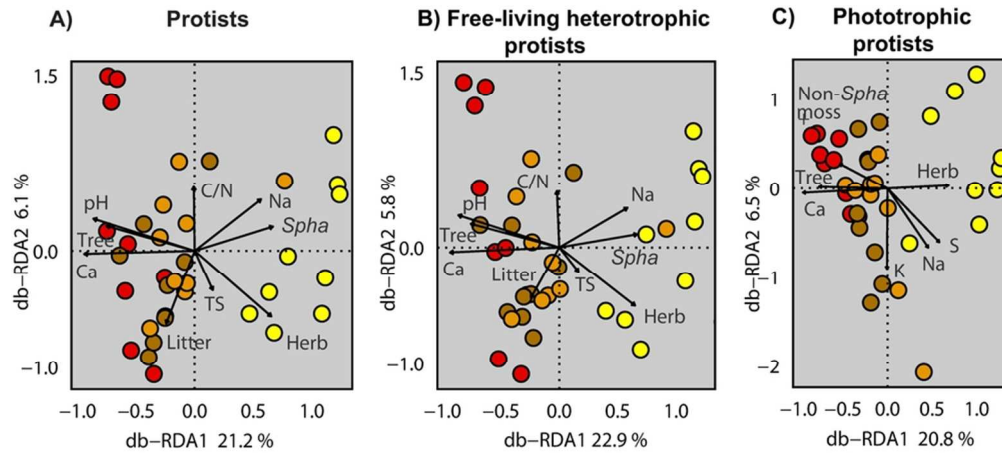 A)
Protists
1.5
0.0
−1.0
db−RDA2 6.1 %
C/N
Na
Spha
pH
Tree
Ca
TS
Litter
Herb
−1.0
−0.5
0.0
0.5
1.0
db−RDA1 21.2 %
B)
Free-living heterotrophic
protists
1.5
0.0
−1.0
db−RDA2 5.8 %
C/N
Na
pH
Tree
Ca
Spha
Litter
TS
Herb
−1.0
−0.5
0.0
0.5
1.0
db−RDA1 22.9 %
C)
Phototrophic
protists
1
0
−1
−2
db−RDA2 6.5 %
Non-Spha
moss
Tree
Herb
Ca
S
Na
K
−1.0
−0.5
0.0
0.5
1.0
db−RDA1 20.8 %